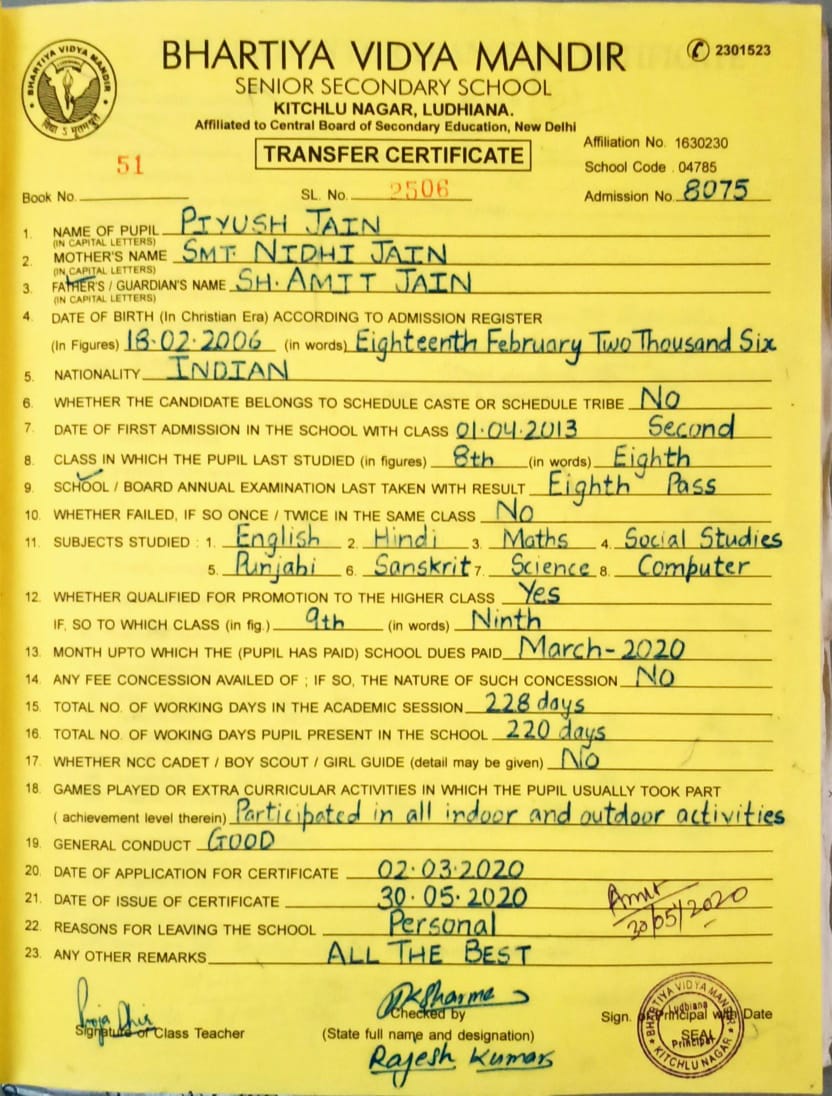 BHARTIYA VIDYA MANDIR
विद्या ऽ मृतमश्नुते
BHARTIYA VIDYA MANDIR
✆ 2301523
SENIOR SECONDARY SCHOOL
KITCHLU NAGAR, LUDHIANA.
Affiliated to Central Board of Secondary Education, New Delhi
Affiliation No. 1630230
TRANSFER CERTIFICATE
School Code . 04785
Book No. 51 SL. No. 2506 Admission No. 8075
1. NAME OF PUPIL PIYUSH JAIN
(IN CAPITAL LETTERS)
2. MOTHER'S NAME SMT. NIDHI JAIN
(IN CAPITAL LETTERS)
3. FATHER'S / GUARDIAN'S NAME SH. AMIT JAIN
(IN CAPITAL LETTERS)
4. DATE OF BIRTH (In Christian Era) ACCORDING TO ADMISSION REGISTER
(In Figures) 18.02.2006 (in words) Eighteenth February Two Thousand Six
5. NATIONALITY INDIAN
6. WHETHER THE CANDIDATE BELONGS TO SCHEDULE CASTE OR SCHEDULE TRIBE No
7. DATE OF FIRST ADMISSION IN THE SCHOOL WITH CLASS 01.04.2013 Second
8. CLASS IN WHICH THE PUPIL LAST STUDIED (in figures) 8th (in words) Eighth
9. SCHOOL / BOARD ANNUAL EXAMINATION LAST TAKEN WITH RESULT Eighth Pass
10. WHETHER FAILED, IF SO ONCE / TWICE IN THE SAME CLASS No
11. SUBJECTS STUDIED : 1. English 2. Hindi 3. Maths 4. Social Studies
5. Punjabi 6. Sanskrit 7. Science 8. Computer
12. WHETHER QUALIFIED FOR PROMOTION TO THE HIGHER CLASS Yes
IF, SO TO WHICH CLASS (in fig.) 9th (in words) Ninth
13. MONTH UPTO WHICH THE (PUPIL HAS PAID) SCHOOL DUES PAID March-2020
14. ANY FEE CONCESSION AVAILED OF ; IF SO, THE NATURE OF SUCH CONCESSION No
15. TOTAL NO. OF WORKING DAYS IN THE ACADEMIC SESSION 228 days
16. TOTAL NO. OF WOKING DAYS PUPIL PRESENT IN THE SCHOOL 220 days
17. WHETHER NCC CADET / BOY SCOUT / GIRL GUIDE (detail may be given) No
18. GAMES PLAYED OR EXTRA CURRICULAR ACTIVITIES IN WHICH THE PUPIL USUALLY TOOK PART
( achievement level therein) Participated in all indoor and outdoor activities
19. GENERAL CONDUCT GOOD
20. DATE OF APPLICATION FOR CERTIFICATE 02.03.2020
21. DATE OF ISSUE OF CERTIFICATE 30.05.2020
Amit
30/05/2020
22. REASONS FOR LEAVING THE SCHOOL Personal
23. ANY OTHER REMARKS ALL THE BEST
RKSharma
Signature of Class Teacher
Checked by
(State full name and designation)
Rajesh Kumar
Sign. of Principal with Date
SEAL
BHARTIYA VIDYA MANDIR
Ludhiana
Principal
KITCHLU NAGAR